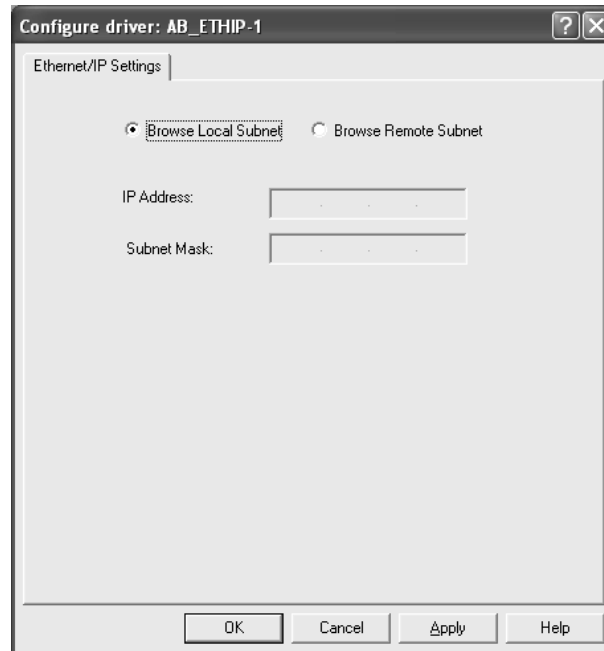 Configure driver: AB_ETHIP-1
Ethernet/IP Settings
Browse Local Subnet Browse Remote Subnet
IP Address:
Subnet Mask:
OK Cancel Apply Help